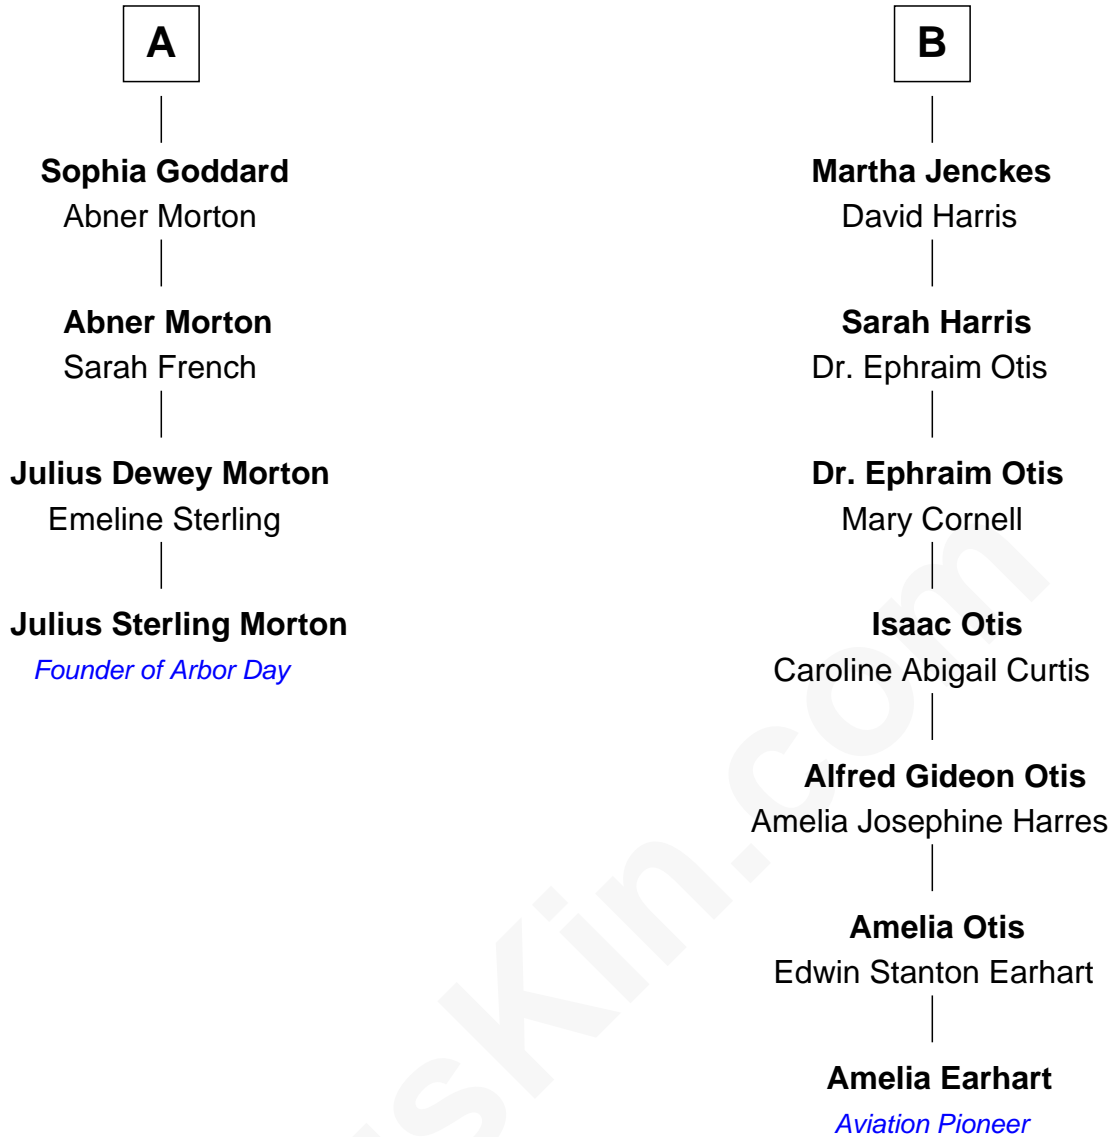 A
Sophia Goddard
Abner Morton
Abner Morton
Sarah French
Julius Dewey Morton
Emeline Sterling
Julius Sterling Morton
Founder of Arbor Day
B
Martha Jenckes
David Harris
Sarah Harris
Dr. Ephraim Otis
Dr. Ephraim Otis
Mary Cornell
Isaac Otis
Caroline Abigail Curtis
Alfred Gideon Otis
Amelia Josephine Harres
Amelia Otis
Edwin Stanton Earhart
Amelia Earhart
Aviation Pioneer